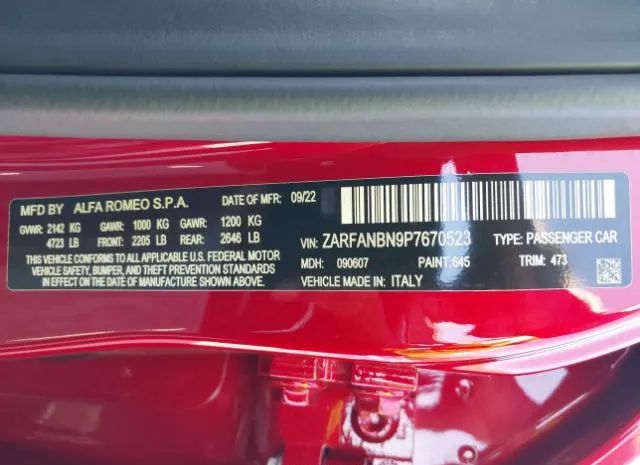 MFD BY ALFA ROMEO S.P.A. DATE OF MFR: 09/22
GVWR: 2142 KG GAWR: 1000 KG GAWR: 1200 KG
4723 LB FRONT: 2205 LB REAR: 2646 LB
THIS VEHICLE CONFORMS TO ALL APPLICABLE U.S. FEDERAL MOTOR
VEHICLE SAFETY, BUMPER, AND THEFT PREVENTION STANDARDS
IN EFFECT ON THE DATE OF MANUFACTURE SHOWN ABOVE.
VIN: ZARFANBN9P7670523 TYPE: PASSENGER CAR
MDH: 090607 PAINT: 645 TRIM: 473
VEHICLE MADE IN: ITALY